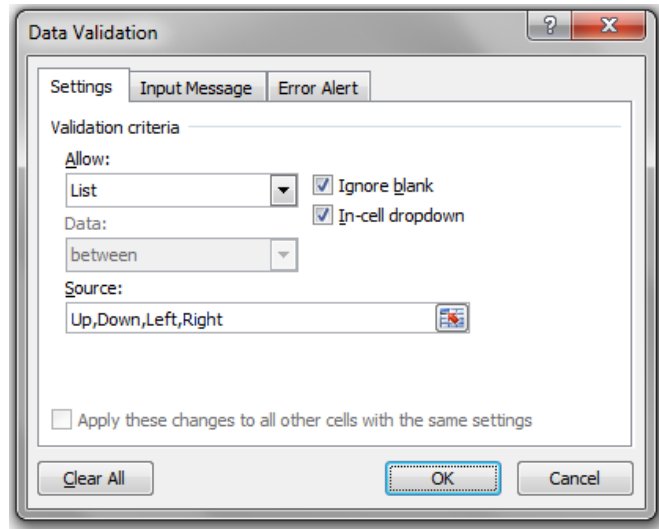 Data Validation
Settings Input Message Error Alert
Validation criteria
Allow:
List
Ignore blank
Data:
In-cell dropdown
between
Source:
Up,Down,Left,Right
Apply these changes to all other cells with the same settings
Clear All OK Cancel